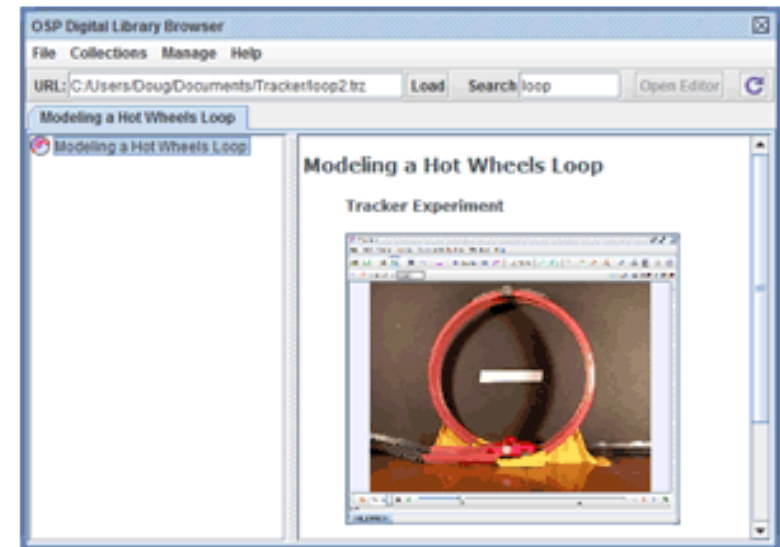 OSP Digital Library Browser
File Collections Manage Help
URL: C:/Users/Doug/Documents/Tracker/loop2.trz Load Search loop Open Editor
Modeling a Hot Wheels Loop
Modeling a Hot Wheels Loop
Modeling a Hot Wheels Loop
Tracker Experiment